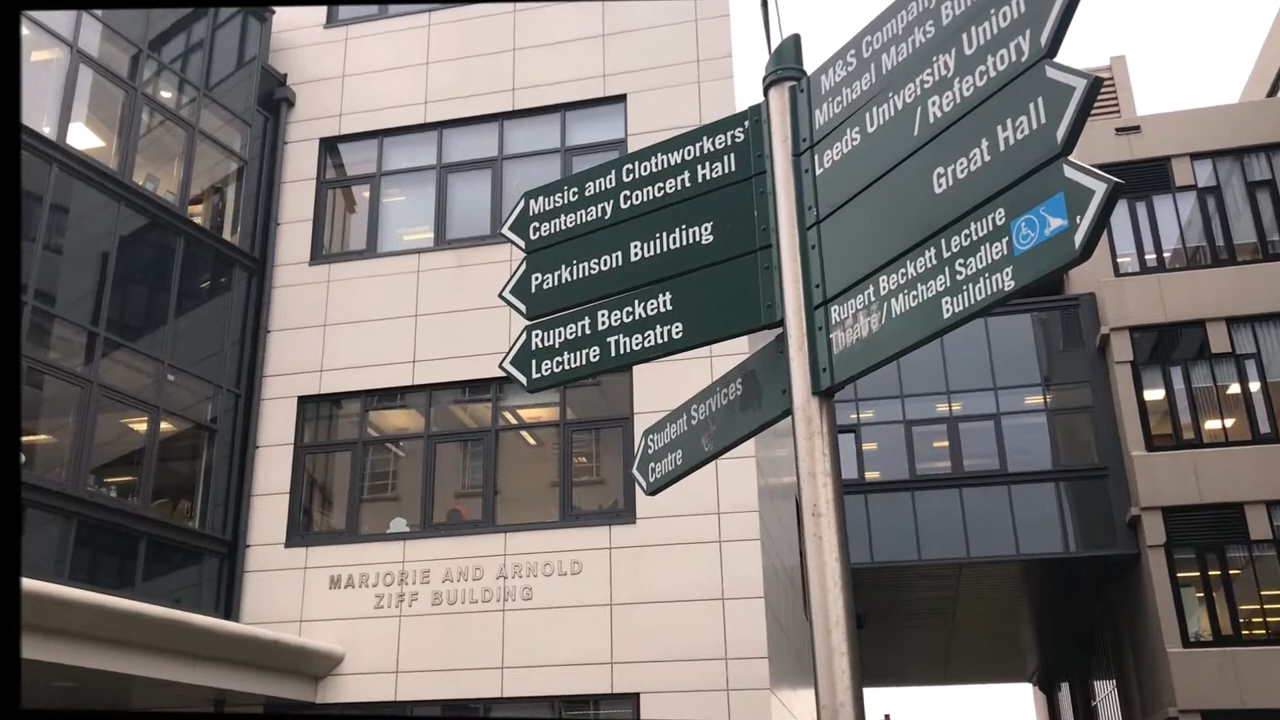 Music and Clothworkers'
Centenary Concert Hall
Parkinson Building
Rupert Beckett
Lecture Theatre
Student Services
Centre
M&S Company
Michael Marks
Leeds University Union
/ Refectory
Great Hall
Rupert Beckett Lecture
Theatre / Michael Sadler
Building
MARJORIE AND ARNOLD
ZIFF BUILDING